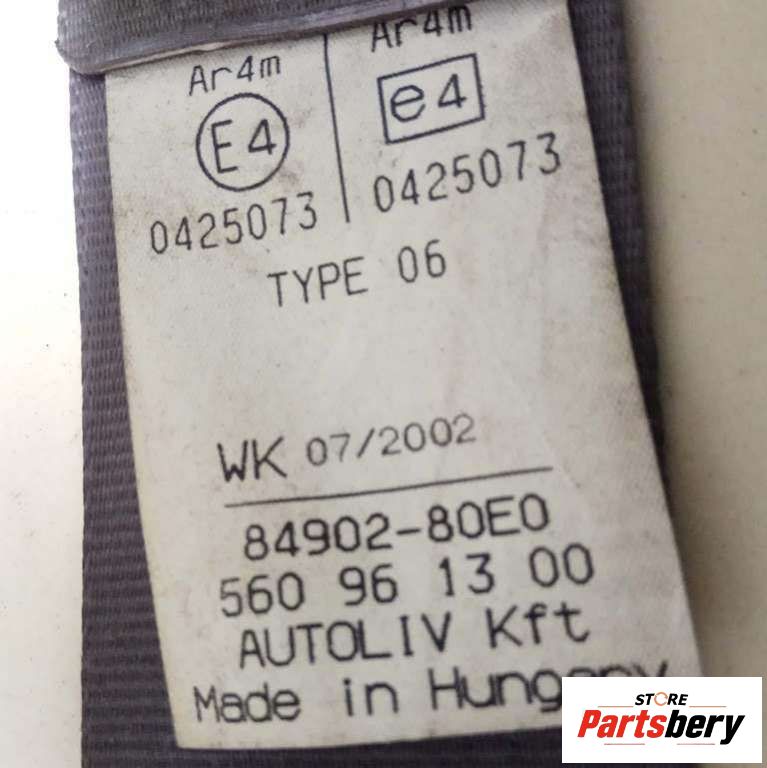 Ar4m Ar4m
E4 e4
0425073 0425073
TYPE 06
WK 07/2002
84902-80E0
560 96 13 00
AUTOLIV Kft
Made in Hungary
STORE
Partsbery